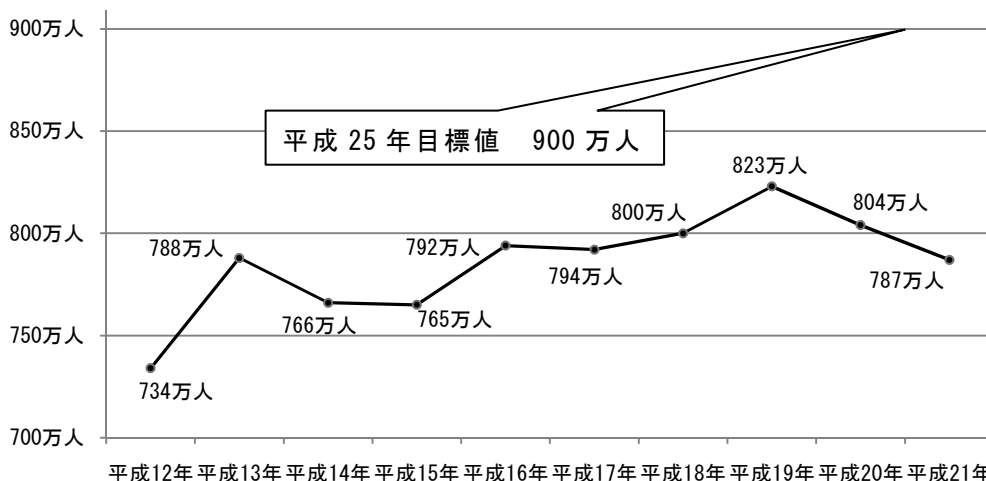 900万人
850万人
800万人
750万人
700万人
平成 25 年目標値 900 万人
734万人
788万人
766万人
765万人
792万人
794万人
800万人
823万人
804万人
787万人
平成12年 平成13年 平成14年 平成15年 平成16年 平成17年 平成18年 平成19年 平成20年 平成21年